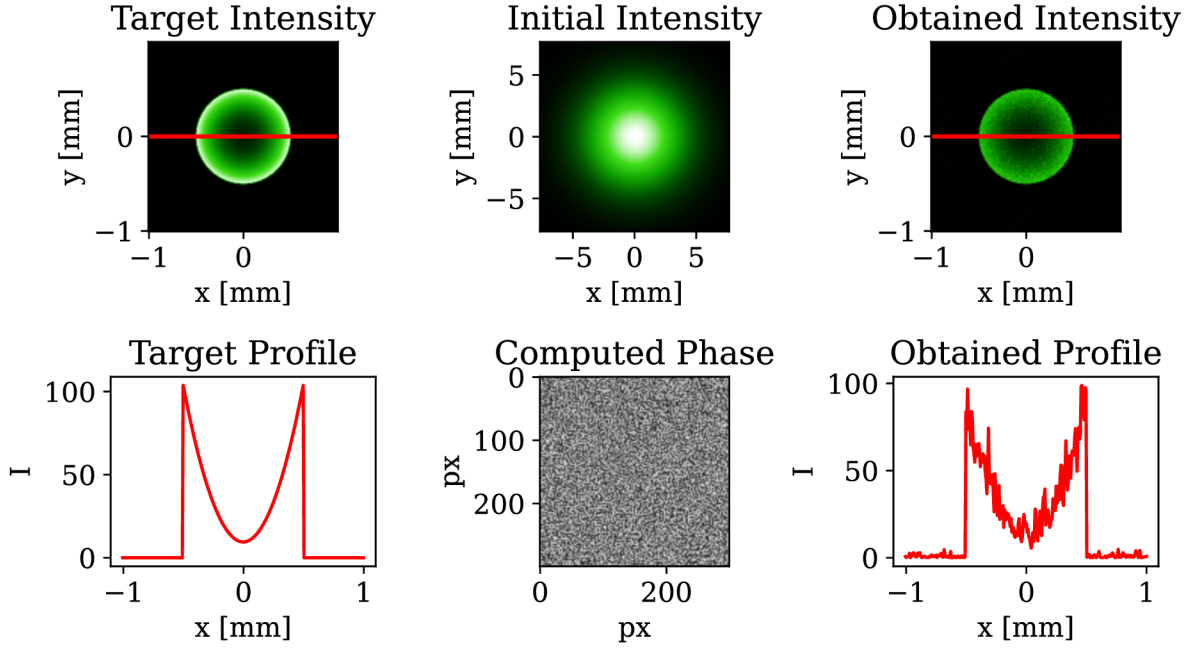 Target Intensity
y [mm]
0
−1
−1
0
x [mm]
Initial Intensity
y [mm]
5
0
−5
−5
0
5
x [mm]
Obtained Intensity
y [mm]
0
−1
−1
0
x [mm]
Target Profile
I
100
50
0
−1
0
1
x [mm]
Computed Phase
px
0
100
200
0
200
px
Obtained Profile
I
100
50
0
−1
0
1
x [mm]